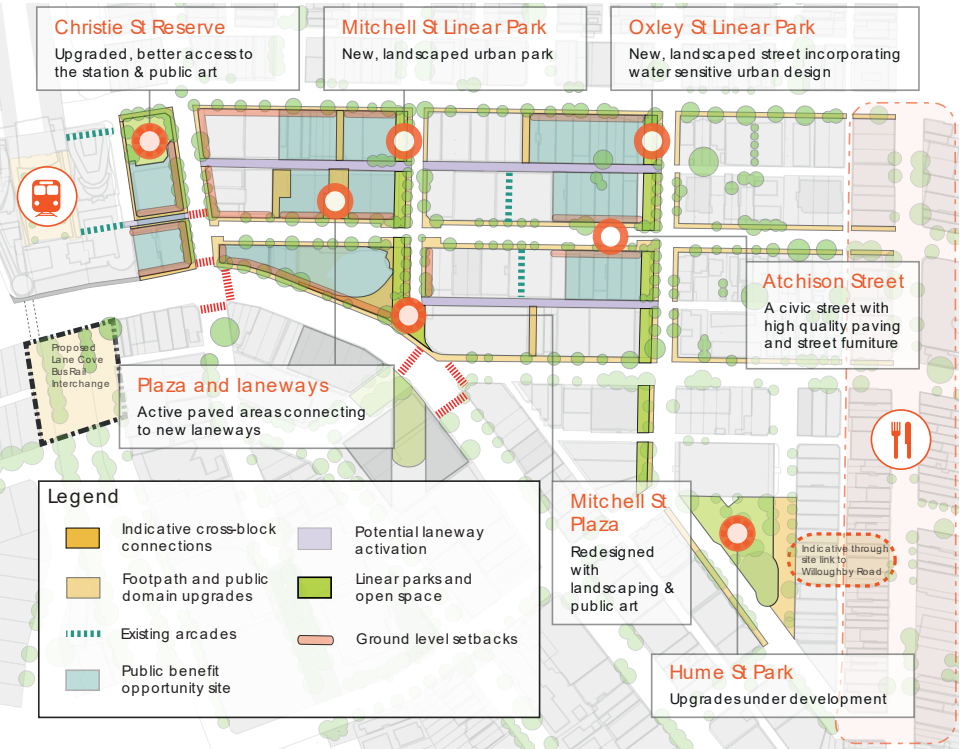 Christie St Reserve
Upgraded, better access to
the station & public art
Mitchell St Linear Park
New, landscaped urban park
Oxley St Linear Park
New, landscaped street incorporating
water sensitive urban design
Atchison Street
A civic street with
high quality paving
and street furniture
Proposed
Lane Cove
Bus Rail
Interchange
Plaza and laneways
Active paved areas connecting
to new laneways
Mitchell St
Plaza
Redesigned
with
landscaping &
public art
Indicative through
site link to
Willoughby Road
Hume St Park
Upgrades under development
Legend
Indicative cross-block
connections
Footpath and public
domain upgrades
Existing arcades
Public benefit
opportunity site
Potential laneway
activation
Linear parks and
open space
Ground level setbacks